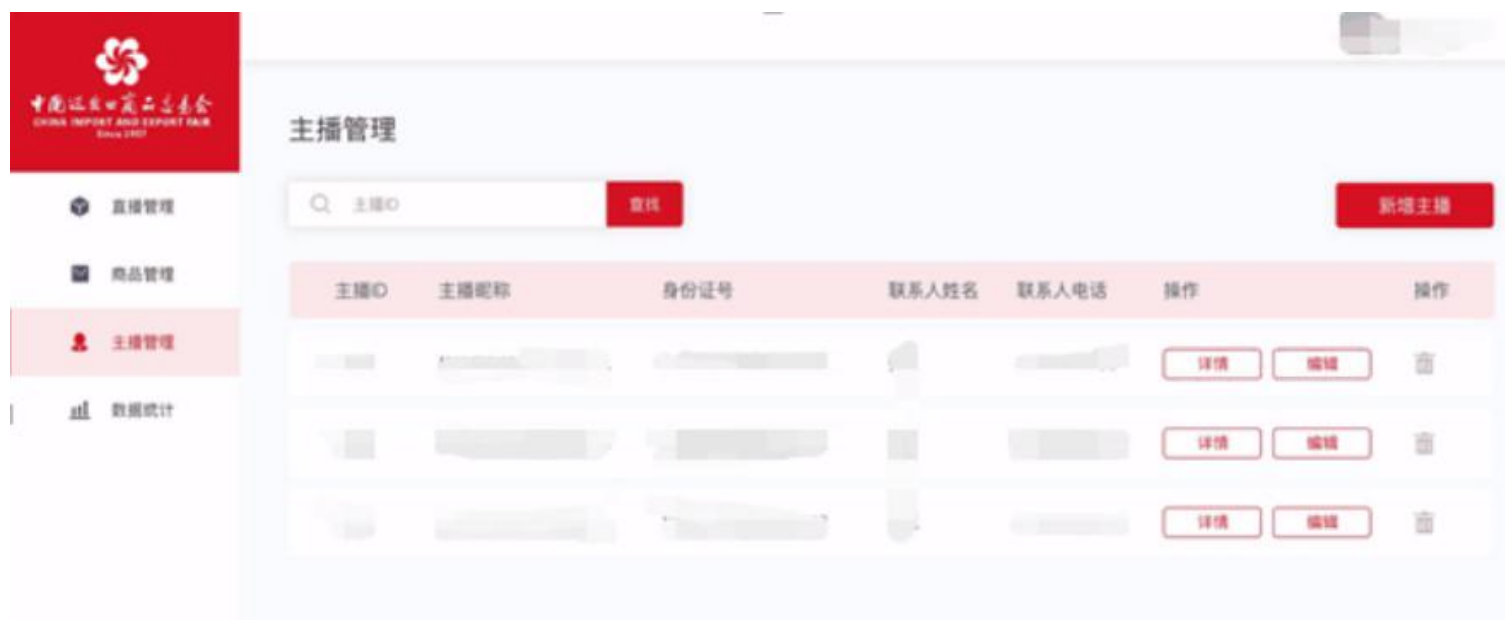 中国进出口商品交易会
CHINA IMPORT AND EXPORT FAIR
Since 1957
直播管理
商品管理
主播管理
数据统计
主播管理
主播ID
查找
新增主播
主播ID 主播昵称 身份证号 联系人姓名 联系人电话 操作 操作
详情 编辑
详情 编辑
详情 编辑